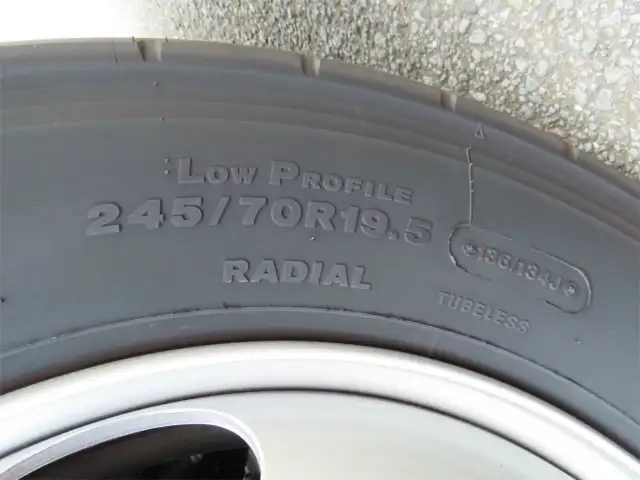 LOW PROFILE
245/70R19.5
136/134J
RADIAL
TUBELESS